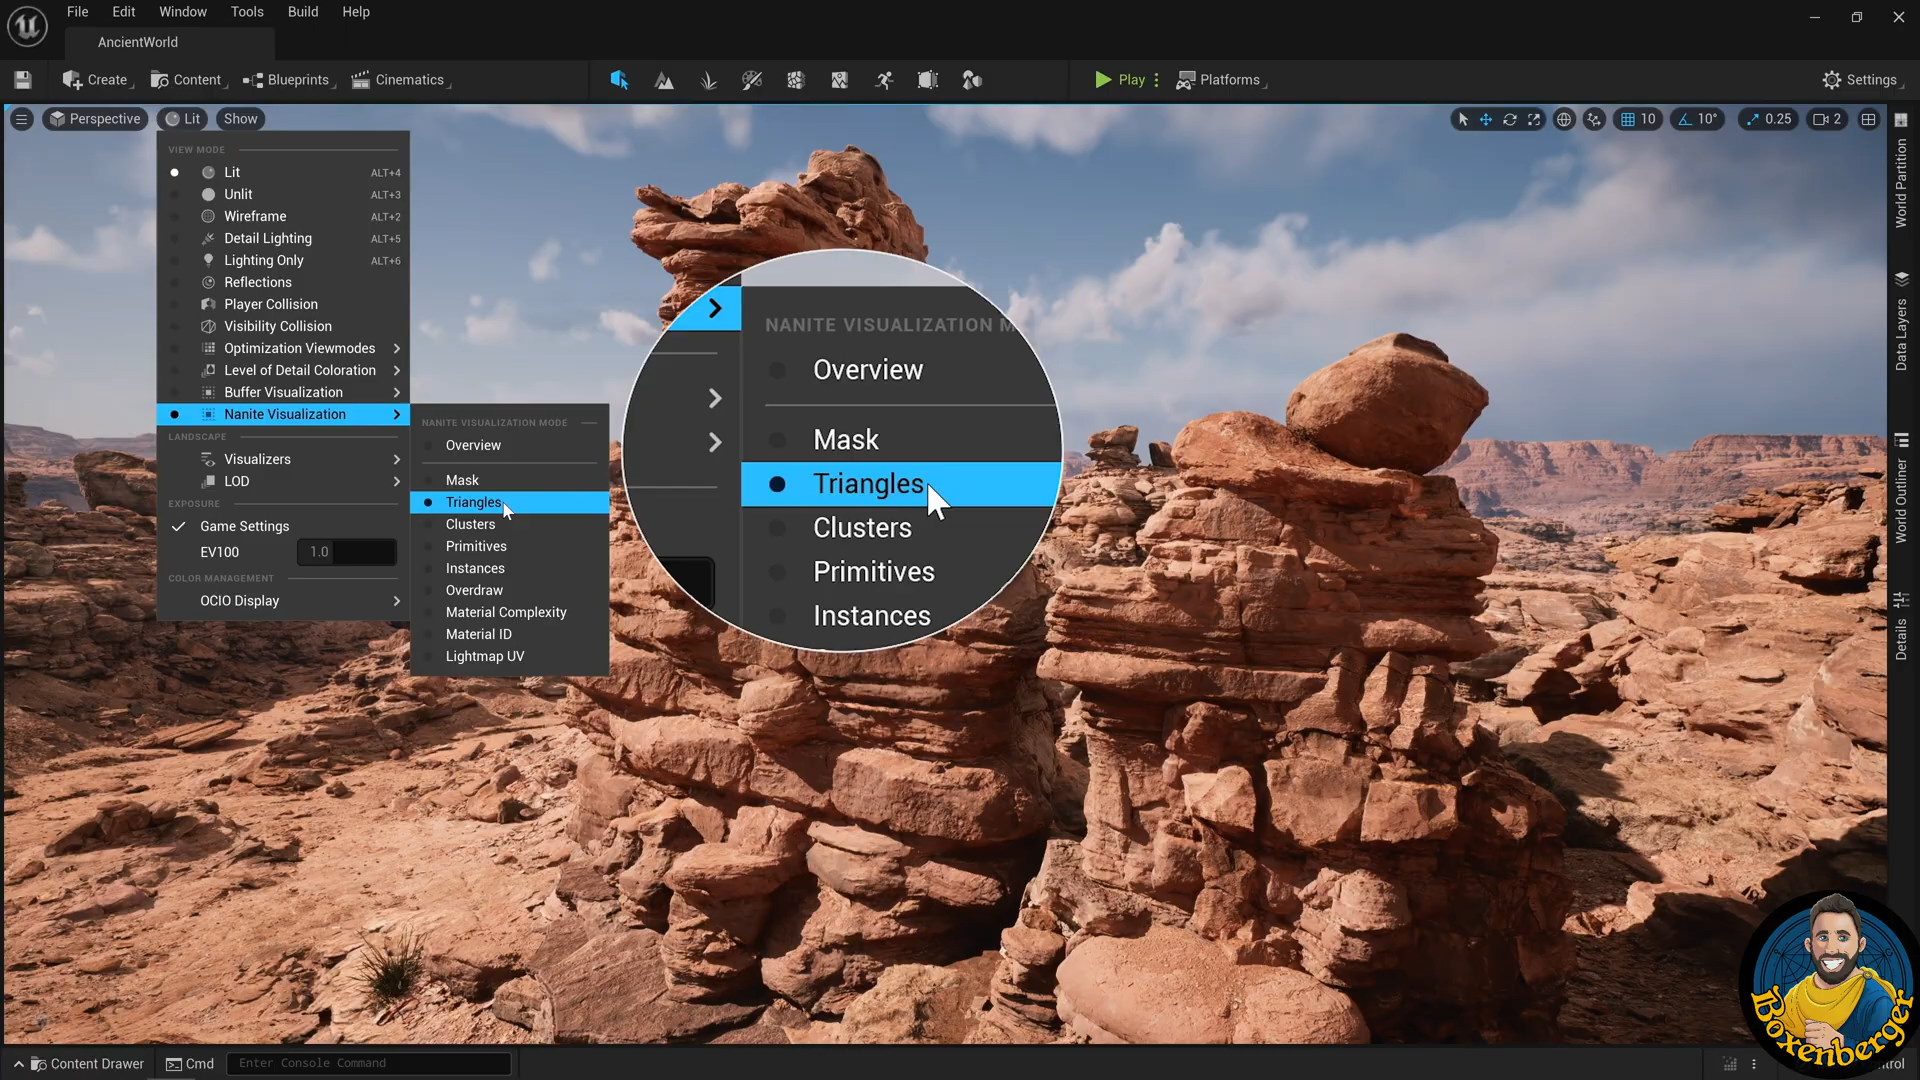 File Edit Window Tools Build Help
AncientWorld
Create Content Blueprints Cinematics Play Platforms Settings
Perspective Lit Show 10 10° 0.25 2
VIEW MODE
Lit ALT+4
Unlit ALT+3
Wireframe ALT+2
Detail Lighting ALT+5
Lighting Only ALT+6
Reflections
Player Collision
Visibility Collision
Optimization Viewmodes
Level of Detail Coloration
Buffer Visualization
Nanite Visualization
LANDSCAPE
Visualizers
LOD
EXPOSURE
Game Settings
EV100 1.0
COLOR MANAGEMENT
OCIO Display
NANITE VISUALIZATION MODE
Overview
Mask
Triangles
Clusters
Primitives
Instances
Overdraw
Material Complexity
Material ID
Lightmap UV
NANITE VISUALIZATION M
Overview
Mask
Triangles
Clusters
Primitives
Instances
World Partition
Data Layers
World Outliner
Details
Boxenberger
Content Drawer Cmd Enter Console Command